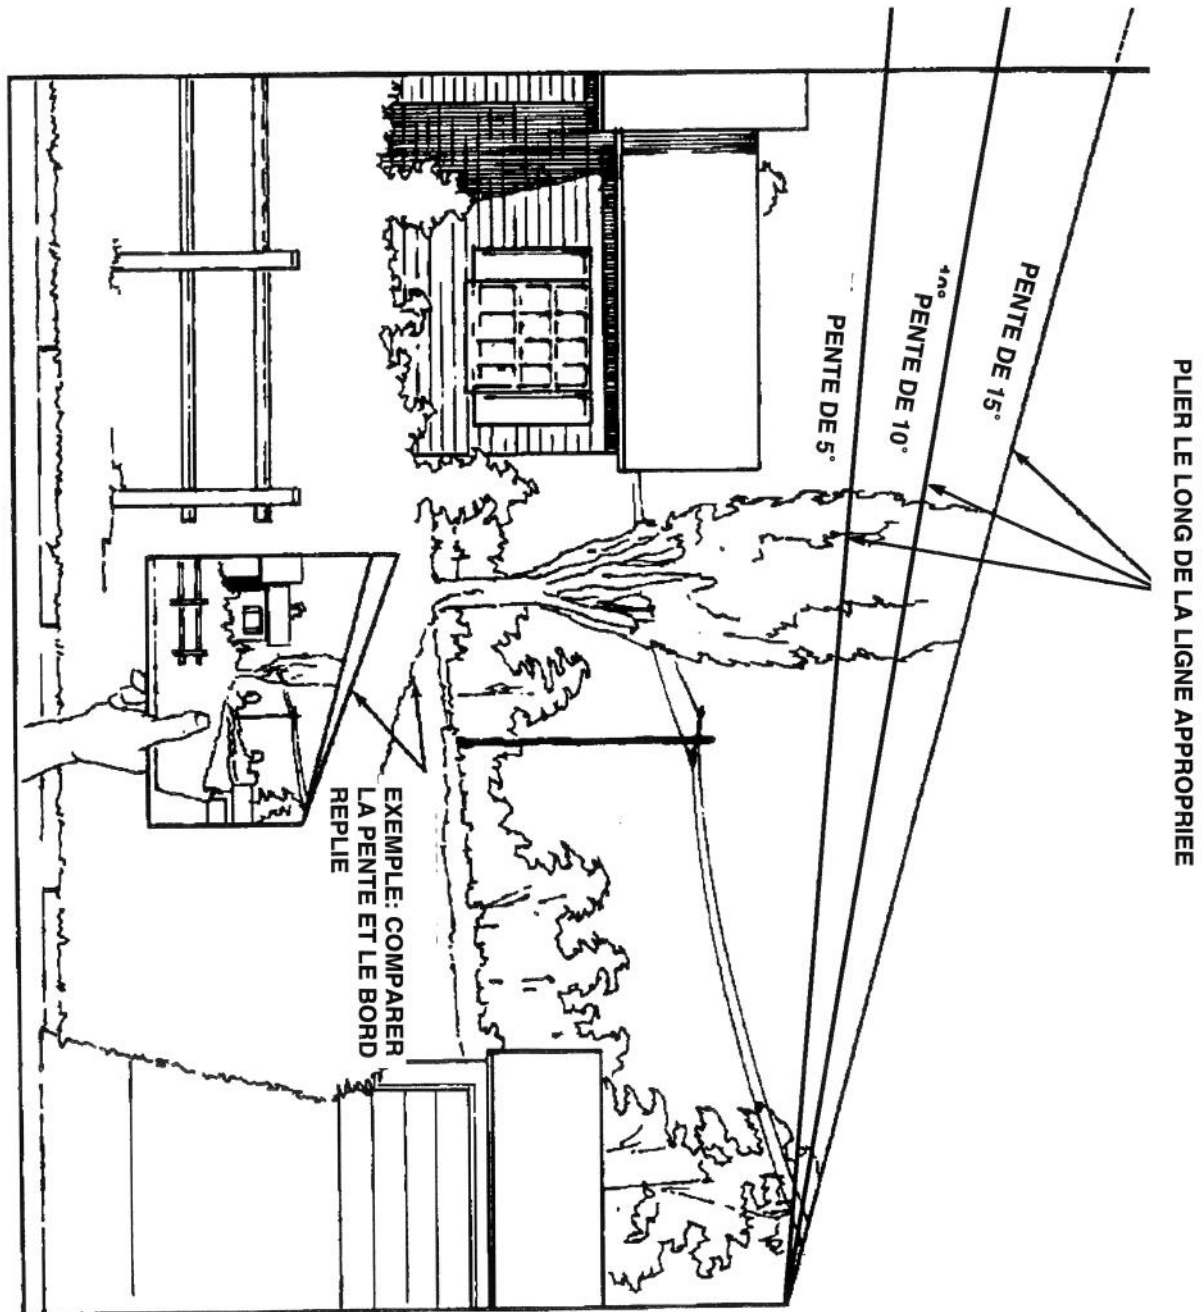 PLIER LE LONG DE LA LIGNE APPROPRIEE
PENTE DE 15°
10°
PENTE DE 10°
PENTE DE 5°
EXEMPLE: COMPARER
LA PENTE ET LE BORD
REPLIE